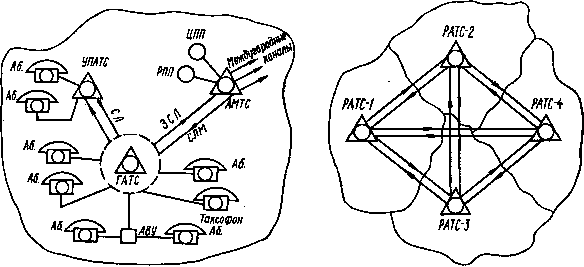 ЦПП
РПП
Междугородные
каналы
АМТС
УПАТС
Аб.
Аб.
СЛ
ЗСЛ
СЛМ
Аб.
Аб.
ГАТС
Аб.
Таксофон
Аб.
АВУ
Аб.
РАТС-2
РАТС-1
РАТС-4
РАТС-3